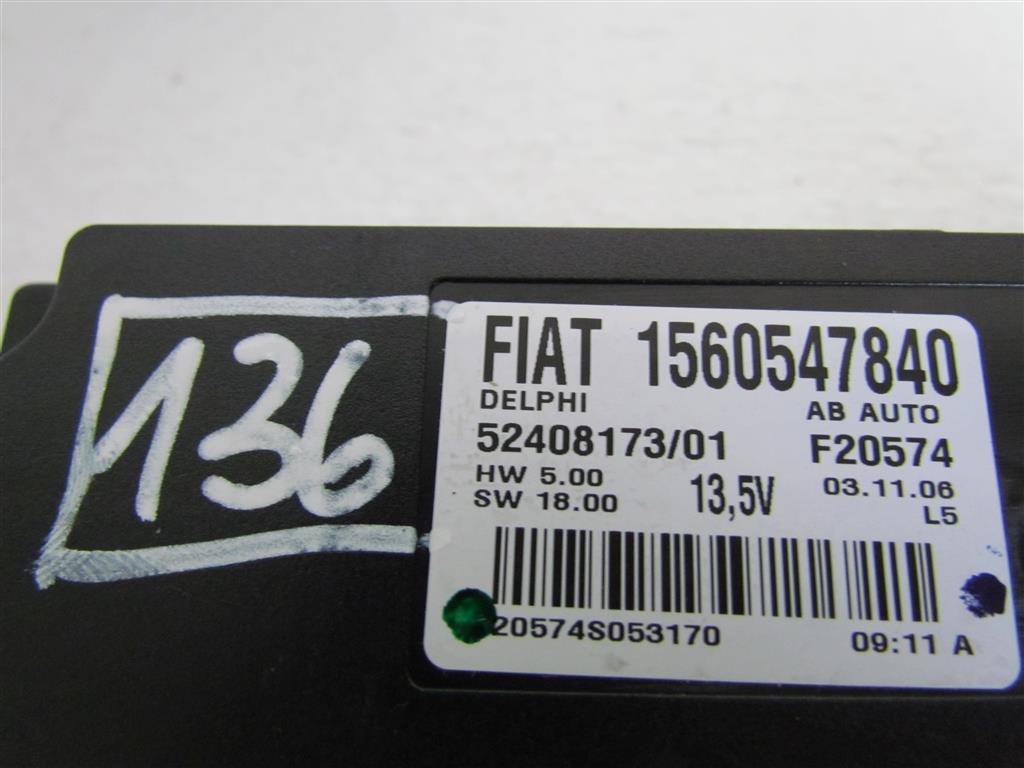 136
FIAT 1560547840
DELPHI AB AUTO
52408173/01 F20574
HW 5.00 13,5V 03.11.06
SW 18.00 L5
20574S053170 09:11 A